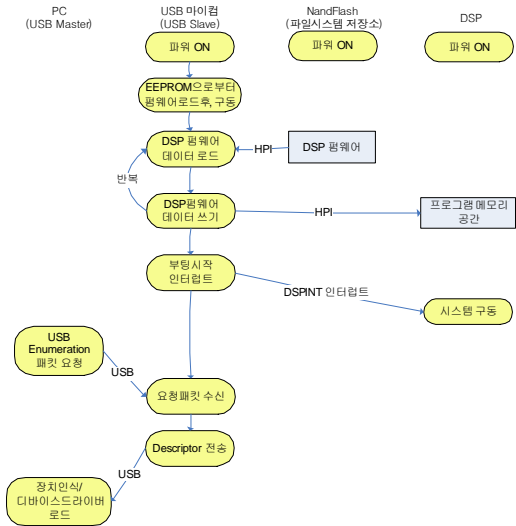 PC
(USB Master)
USB 마이컴
(USB Slave)
NandFlash
(파일시스템 저장소)
DSP
파워 ON
파워 ON
파워 ON
EEPROM으로부터
펌웨어로드후, 구동
DSP 펌웨어
데이터 로드
HPI
DSP 펌웨어
반복
DSP펌웨어
데이터 쓰기
HPI
프로그램 메모리
공간
부팅시작
인터럽트
DSPINT 인터럽트
시스템 구동
USB
Enumeration
패킷 요청
USB
요청패킷 수신
Descriptor 전송
USB
장치인식/
디바이스드라이버
로드